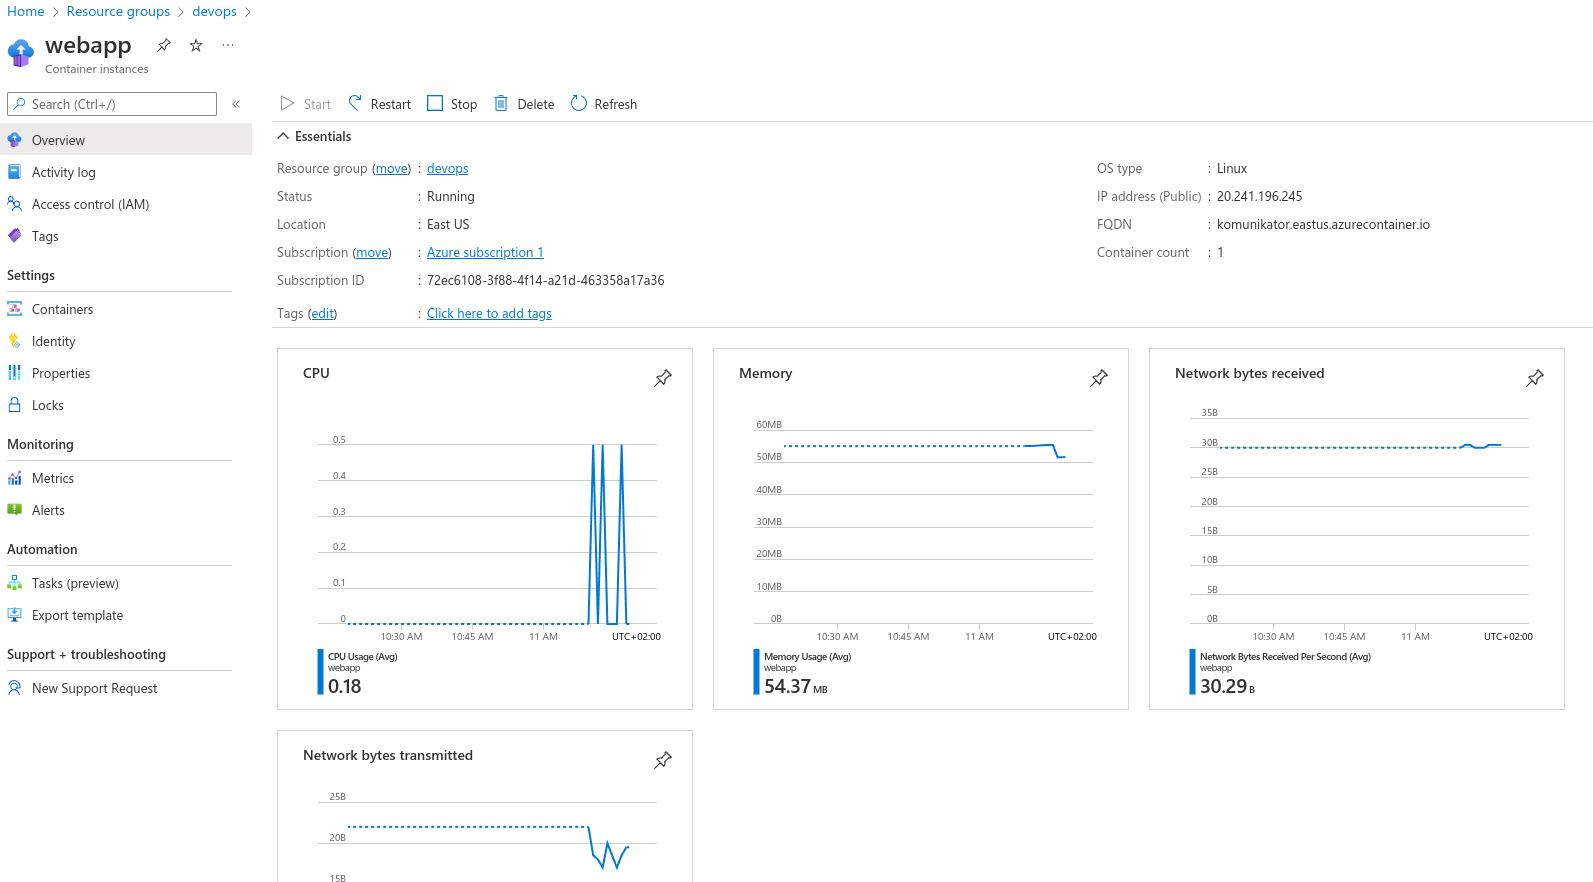 Home > Resource groups > devops >
webapp
Container instances
Search (Ctrl+/)
«
Overview
Activity log
Access control (IAM)
Tags
Settings
Containers
Identity
Properties
Locks
Monitoring
Metrics
Alerts
Automation
Tasks (preview)
Export template
Support + troubleshooting
New Support Request
Start Restart Stop Delete Refresh
Essentials
Resource group (move) : devops
Status : Running
Location : East US
Subscription (move) : Azure subscription 1
Subscription ID : 72ec6108-3f88-4f14-a21d-463358a17a36
Tags (edit) : Click here to add tags
OS type : Linux
IP address (Public) : 20.241.196.245
FQDN : komunikator.eastus.azurecontainer.io
Container count : 1
CPU
0.5
0.4
0.3
0.2
0.1
0
10:30 AM 10:45 AM 11 AM UTC+02:00
CPU Usage (Avg)
webapp
0.18
Memory
60MB
50MB
40MB
30MB
20MB
10MB
0B
10:30 AM 10:45 AM 11 AM UTC+02:00
Memory Usage (Avg)
webapp
54.37 MB
Network bytes received
35B
30B
25B
20B
15B
10B
5B
0B
10:30 AM 10:45 AM 11 AM UTC+02:00
Network Bytes Received Per Second (Avg)
webapp
30.29 B
Network bytes transmitted
25B
20B
15B